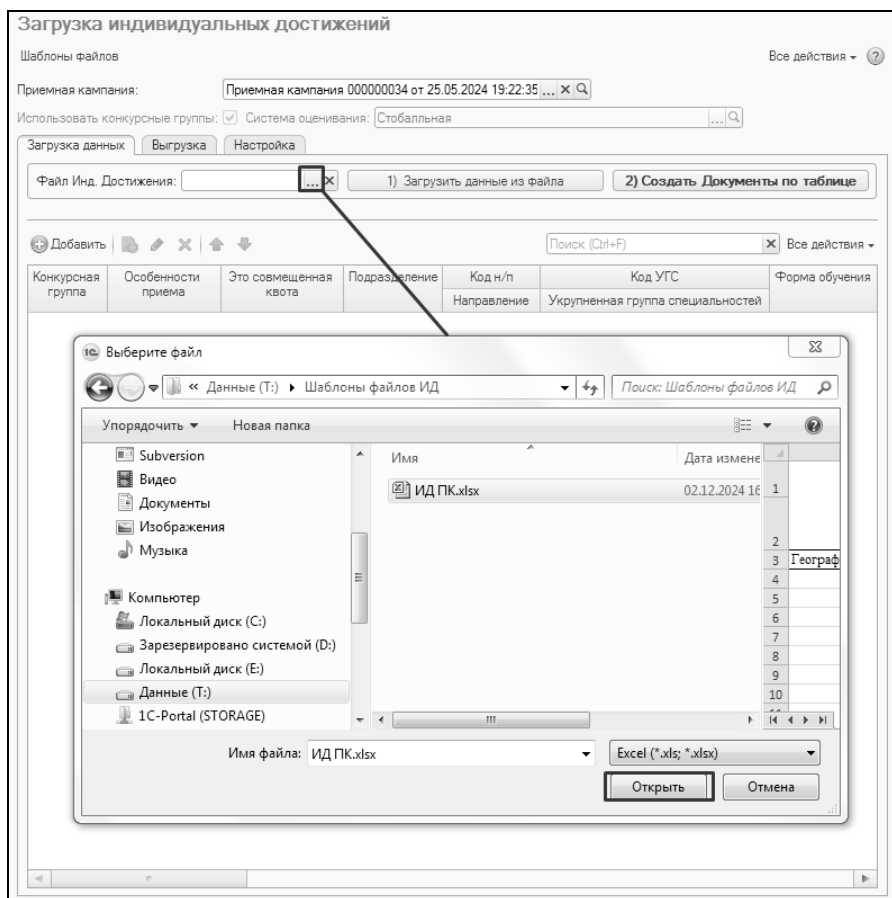 Загрузка индивидуальных достижений
Шаблоны файлов Все действия
Приемная кампания: Приемная кампания 000000034 от 25.05.2024 19:22:35 ...
Использовать конкурсные группы: Система оценивания: Стобалльная ...
Загрузка данных Выгрузка Настройка
Файл Инд. Достижения: ... 1) Загрузить данные из файла 2) Создать Документы по таблице
Добавить Поиск (Ctrl+F) Все действия
Конкурсная группа Особенности приема Это совмещенная квота Подразделение Код н/п Код УГС Форма обучения
Направление Укрупненная группа специальностей
1С Выберите файл
« Данные (T:) Шаблоны файлов ИД Поиск: Шаблоны файлов ИД
Упорядочить Новая папка
Subversion Имя Дата измене
Видео ИД ПК.xlsx 02.12.2024 16 1
Документы
Изображения
Музыка 2
3 Географ
4
Компьютер 5
Локальный диск (C:) 6
7
Зарезервировано системой (D:) 8
Локальный диск (E:) 9
Данные (T:) 10
1C-Portal (STORAGE)
Имя файла: ИД ПК.xlsx Excel (*.xls; *.xlsx)
Открыть Отмена